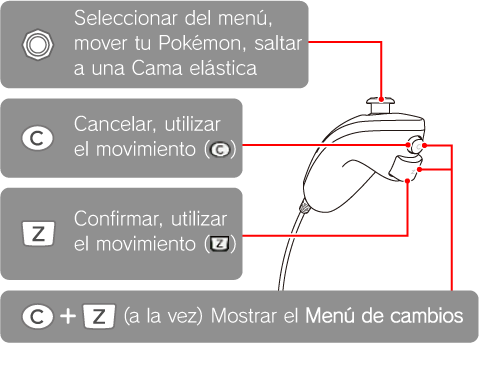 Seleccionar del menú,
mover tu Pokémon, saltar
a una Cama elástica
C Cancelar, utilizar
el movimiento (C)
Z Confirmar, utilizar
el movimiento (Z)
C + Z (a la vez) Mostrar el Menú de cambios